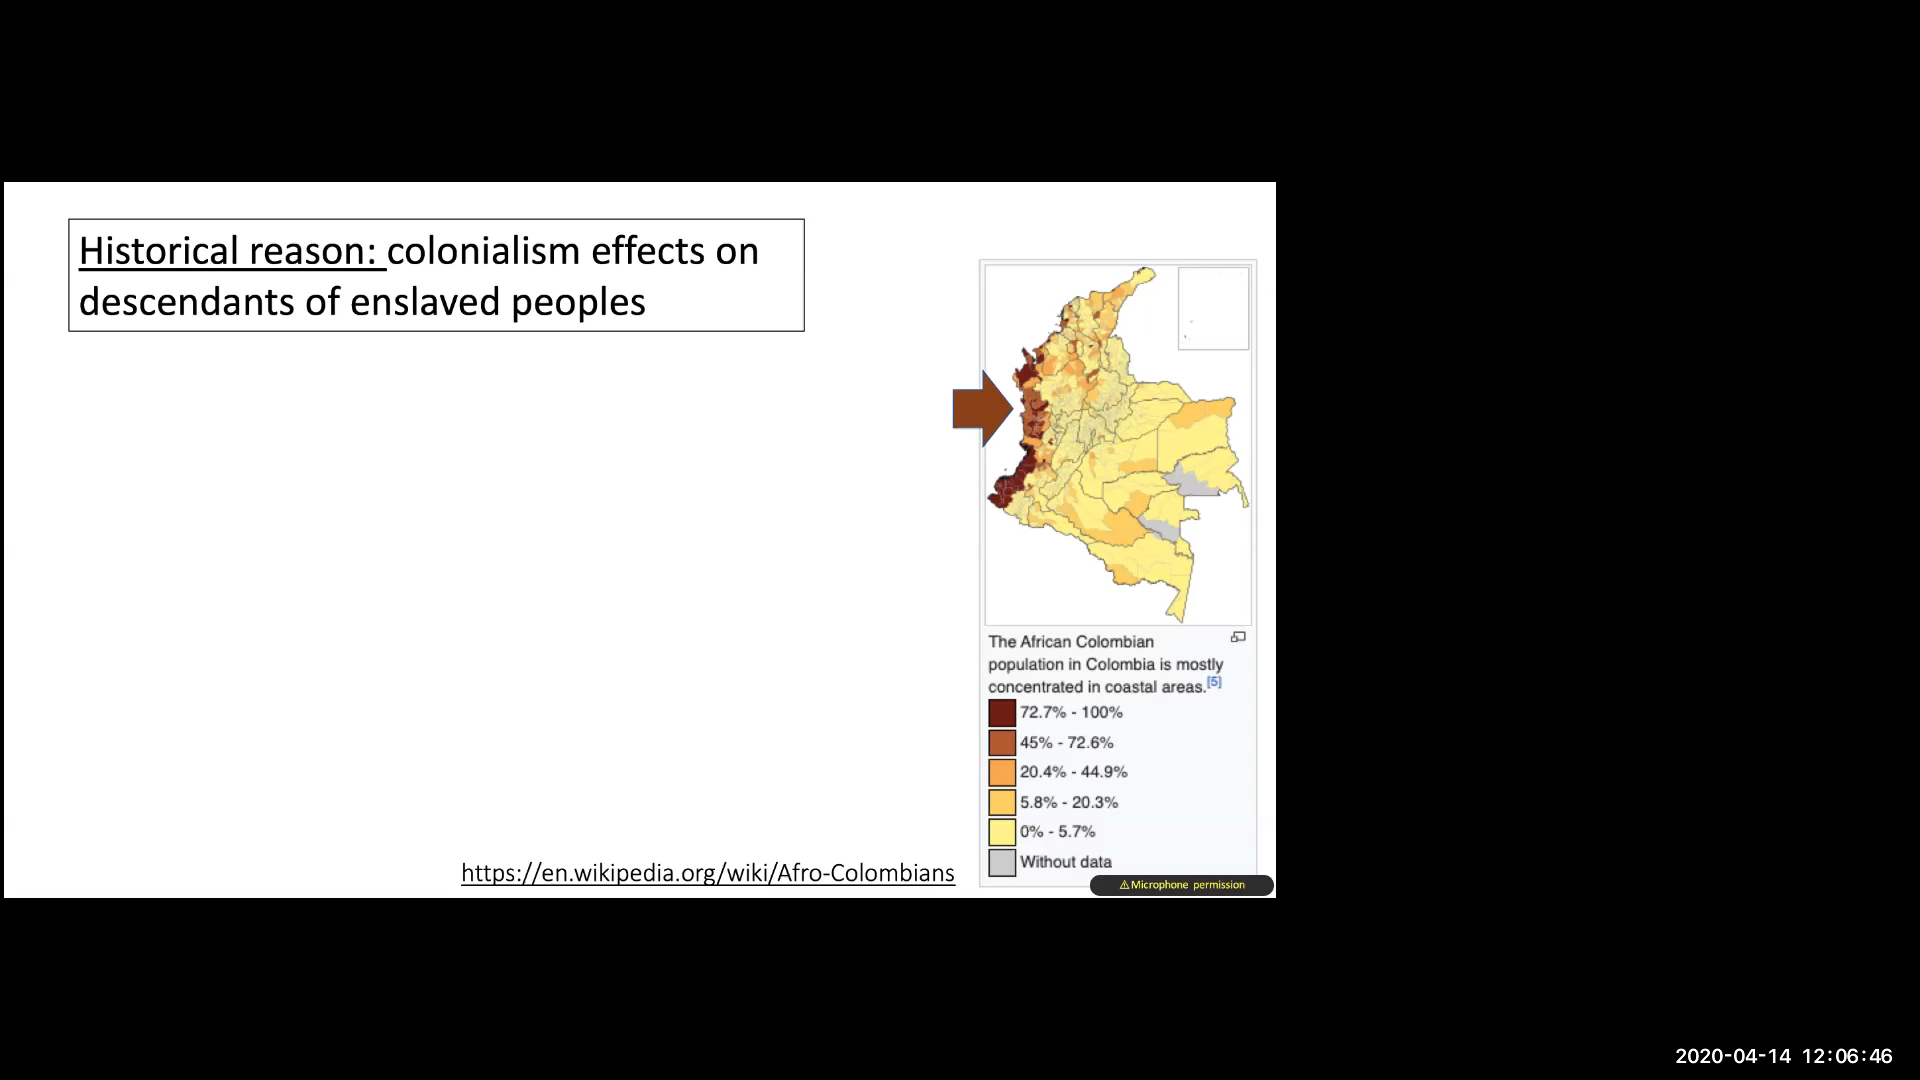 Historical reason: colonialism effects on
descendants of enslaved peoples
The African Colombian
population in Colombia is mostly
concentrated in coastal areas.[5]
72.7% - 100%
45% - 72.6%
20.4% - 44.9%
5.8% - 20.3%
0% - 5.7%
Without data
https://en.wikipedia.org/wiki/Afro-Colombians
⚠Microphone permission
2020-04-14 12:06:46